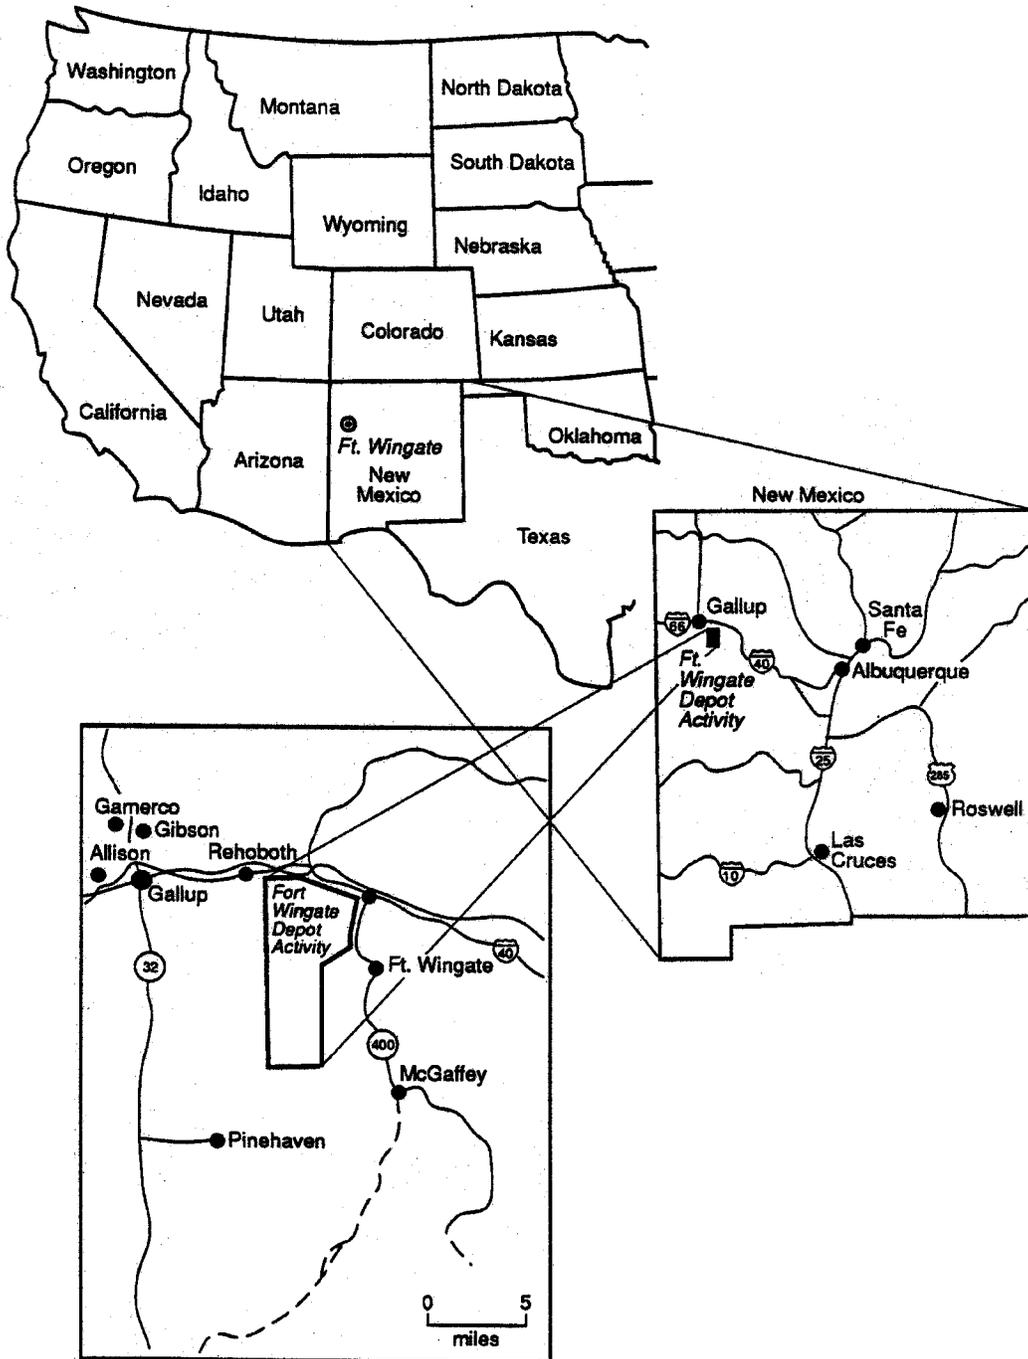 Washington
Montana
North Dakota
Oregon
Idaho
South Dakota
Wyoming
Nebraska
Nevada
Utah
Colorado
Kansas
California
Arizona
Ft. Wingate
New
Mexico
Oklahoma
Texas
New Mexico
Gallup
66
Santa
Fe
40
Ft.
Wingate
Depot
Activity
Albuquerque
25
285
Roswell
Las
Cruces
10
Gamerco
Gibson
Allison
Rehoboth
Gallup
Fort
Wingate
Depot
Activity
40
32
Ft. Wingate
400
McGaffey
Pinehaven
0 5
miles